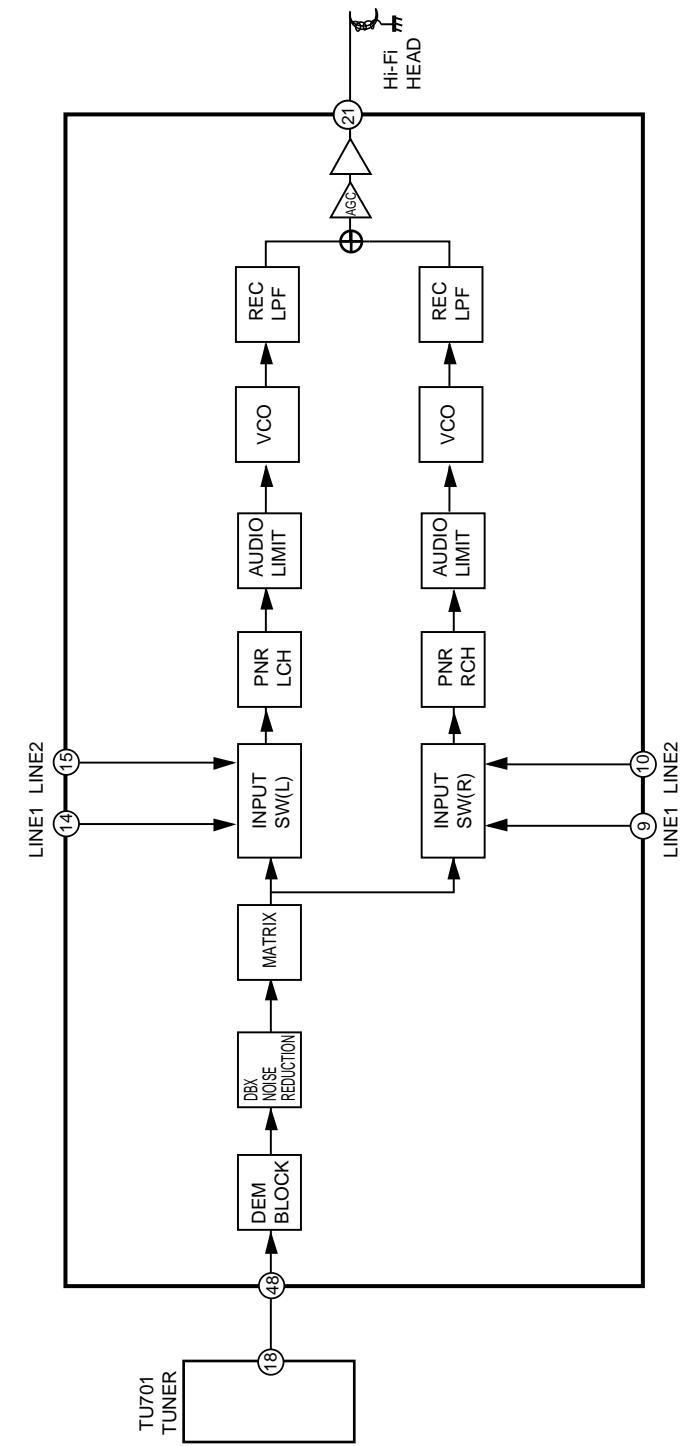 TU701
TUNER
18
48
DEM
BLOCK
DBX
NOISE
REDUCTION
MATRIX
LINE1
14
LINE2
15
INPUT
SW(L)
PNR
LCH
AUDIO
LIMIT
VCO
REC
LPF
INPUT
SW(R)
PNR
RCH
AUDIO
LIMIT
VCO
REC
LPF
9
LINE1
10
LINE2
AGC
21
Hi-Fi
HEAD